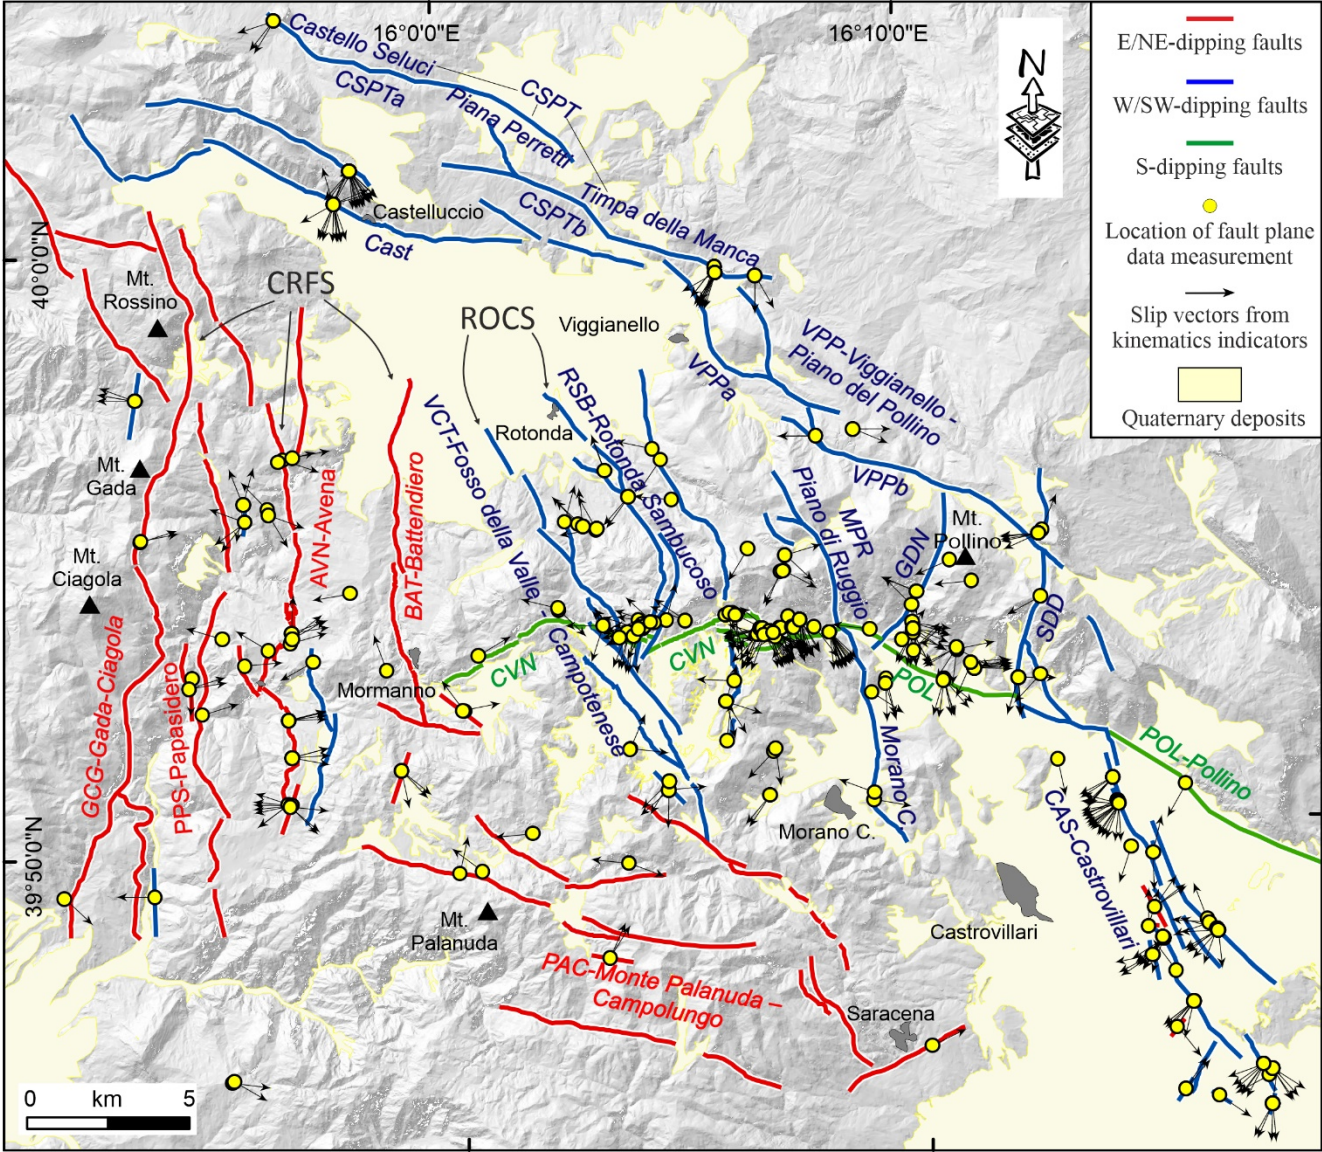 16°0'0"E
16°10'0"E
40°0'0"N
39°50'0"N
N
E/NE-dipping faults
W/SW-dipping faults
S-dipping faults
Location of fault plane
data measurement
Slip vectors from
kinematics indicators
Quaternary deposits
Castello Seluci
CSPTa
CSPT
Piana Perretti
Timpa della Manca
CSPTb
Castelluccio
Cast
Mt.
Rossino
CRFS
ROCS
Viggianello
VPP-Viggianello -
Piano del Pollino
VPPa
VPPb
Rotonda
RSB-Rotonda Sambucoso
VCT-Fosso della Valle -
Campotenese
Mt.
Gada
Mt.
Ciagola
AVN-Avena
BAT-Battendiero
GCG-Gada-Ciagola
PPS-Papasidero
Mormanno
CVN
CVN
MPR
Piano di Ruggio
GDN
Mt.
Pollino
SDD
POL
POL-Pollino
Morano C.
Morano C.
CAS-Castrovillari
Castrovillari
Mt.
Palanuda
PAC-Monte Palanuda –
Campolungo
Saracena
0 km 5